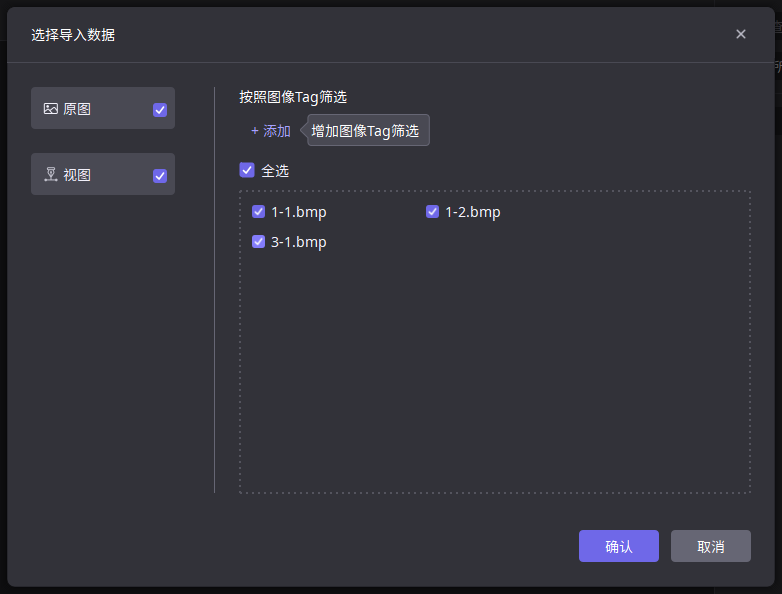 选择导入数据
原图
视图
按照图像Tag筛选
+ 添加
增加图像Tag筛选
全选
1-1.bmp
1-2.bmp
3-1.bmp
确认
取消